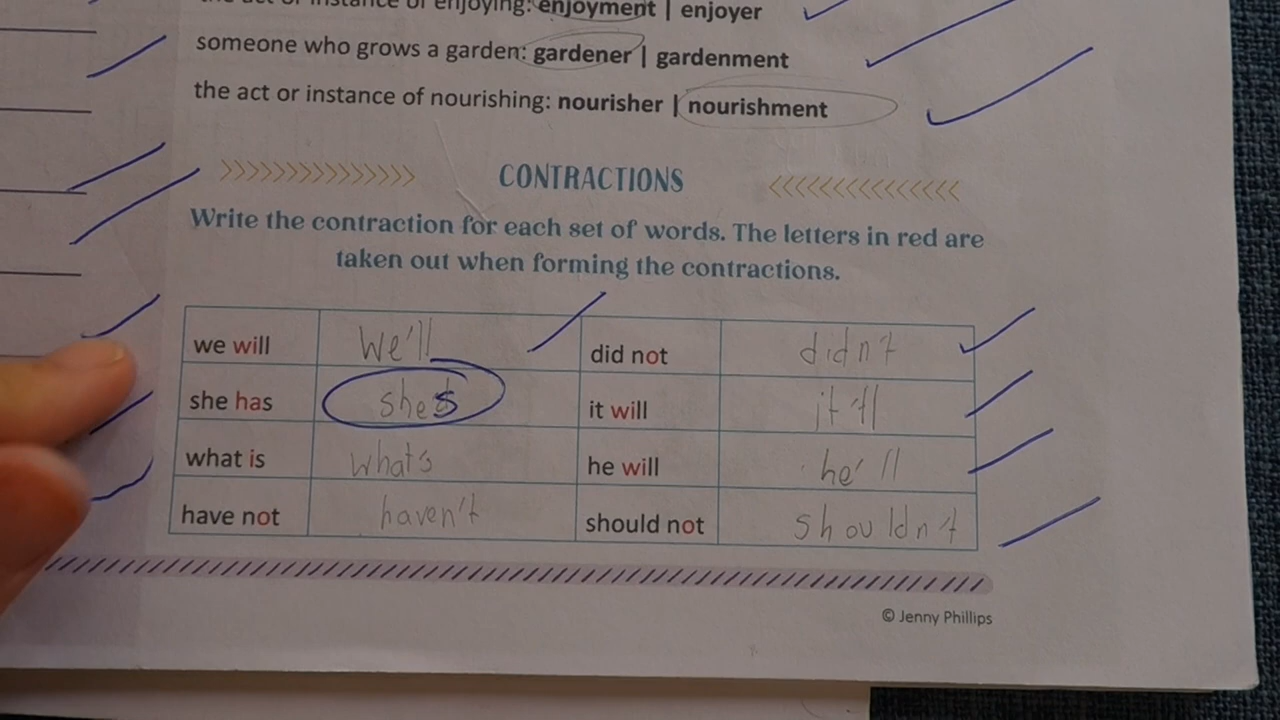 the act or instance of enjoying: enjoyment | enjoyer
someone who grows a garden: gardener | gardenment
the act or instance of nourishing: nourisher | nourishment
CONTRACTIONS
Write the contraction for each set of words. The letters in red are
taken out when forming the contractions.
we will We'll did not didn't
she has she's it will it'll
what is what's he will he'll
have not haven't should not shouldn't
© Jenny Phillips